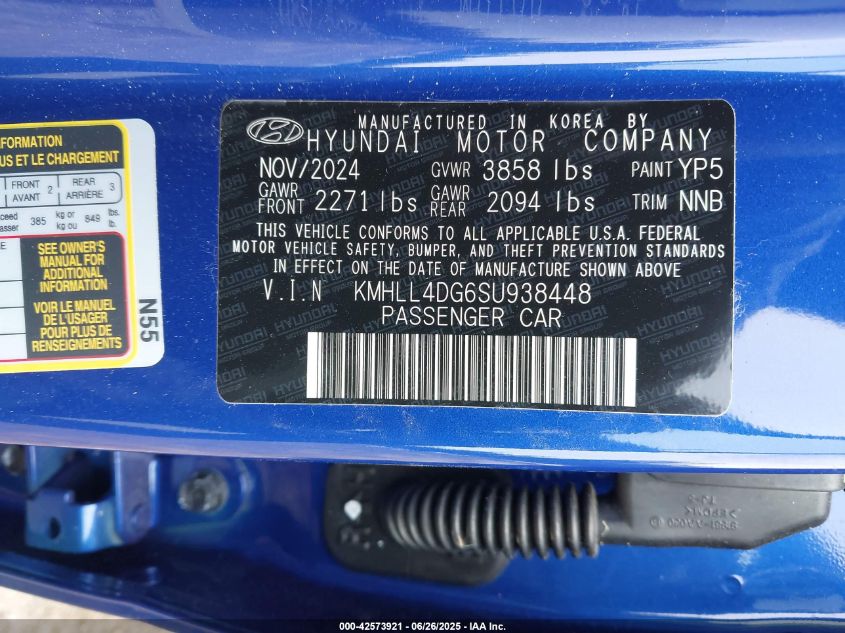 INFORMATION
US ET LE CHARGEMENT
FRONT AVANT 2 REAR ARRIÈRE 3
385 kg or kg ou 849 lbs. lb.
SEE OWNER'S
MANUAL FOR
ADDITIONAL
INFORMATION
VOIR LE MANUEL
DE L'USAGER
POUR PLUS DE
RENSEIGNEMENTS
N55
MANUFACTURED IN KOREA BY
HYUNDAI MOTOR COMPANY
NOV/2024 GVWR 3858 lbs PAINT YP5
GAWR FRONT 2271 lbs GAWR REAR 2094 lbs TRIM NNB
THIS VEHICLE CONFORMS TO ALL APPLICABLE U.S.A. FEDERAL
MOTOR VEHICLE SAFETY, BUMPER, AND THEFT PREVENTION STANDARDS
IN EFFECT ON THE DATE OF MANUFACTURE SHOWN ABOVE
V.I.N KMHLL4DG6SU938448
PASSENGER CAR
>EPDM<
000-42573921 / 06/26/2025 - IAA Inc.